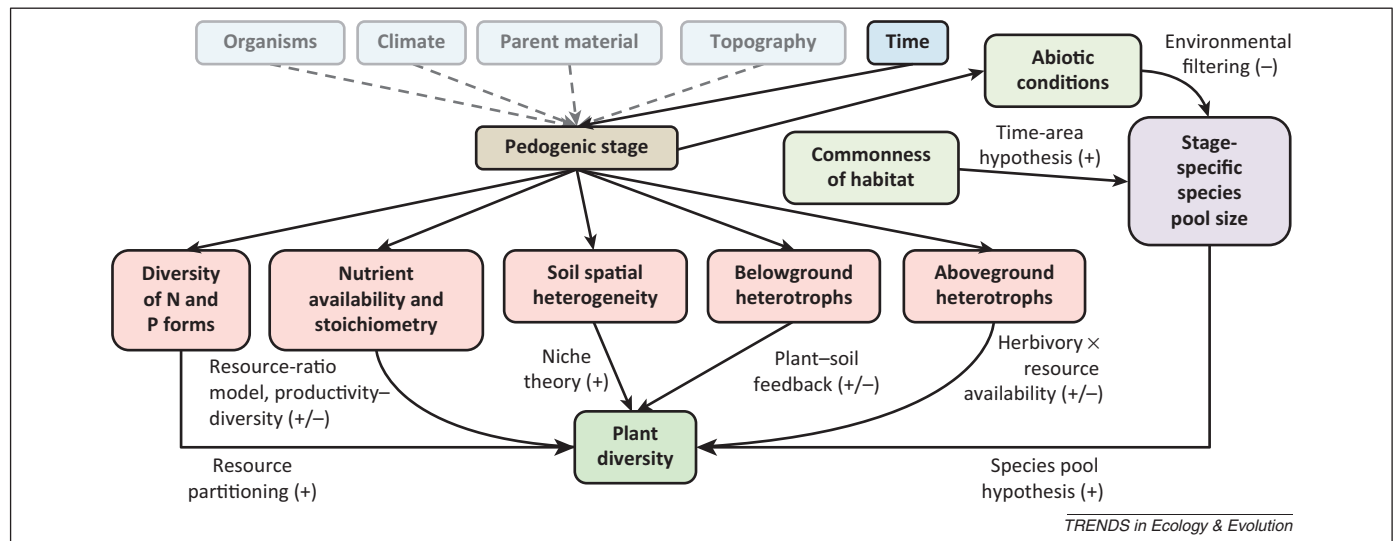 Organisms
Climate
Parent material
Topography
Time
Abiotic
conditions
Environmental
filtering (–)
Pedogenic stage
Commonness
of habitat
Time-area
hypothesis (+)
Stage-
specific
species
pool size
Diversity
of N and
P forms
Nutrient
availability and
stoichiometry
Soil spatial
heterogeneity
Belowground
heterotrophs
Aboveground
heterotrophs
Resource-ratio
model, productivity–
diversity (+/–)
Niche
theory (+)
Plant–soil
feedback (+/–)
Herbivory ×
resource
availability (+/–)
Plant
diversity
Resource
partitioning (+)
Species pool
hypothesis (+)
TRENDS in Ecology & Evolution